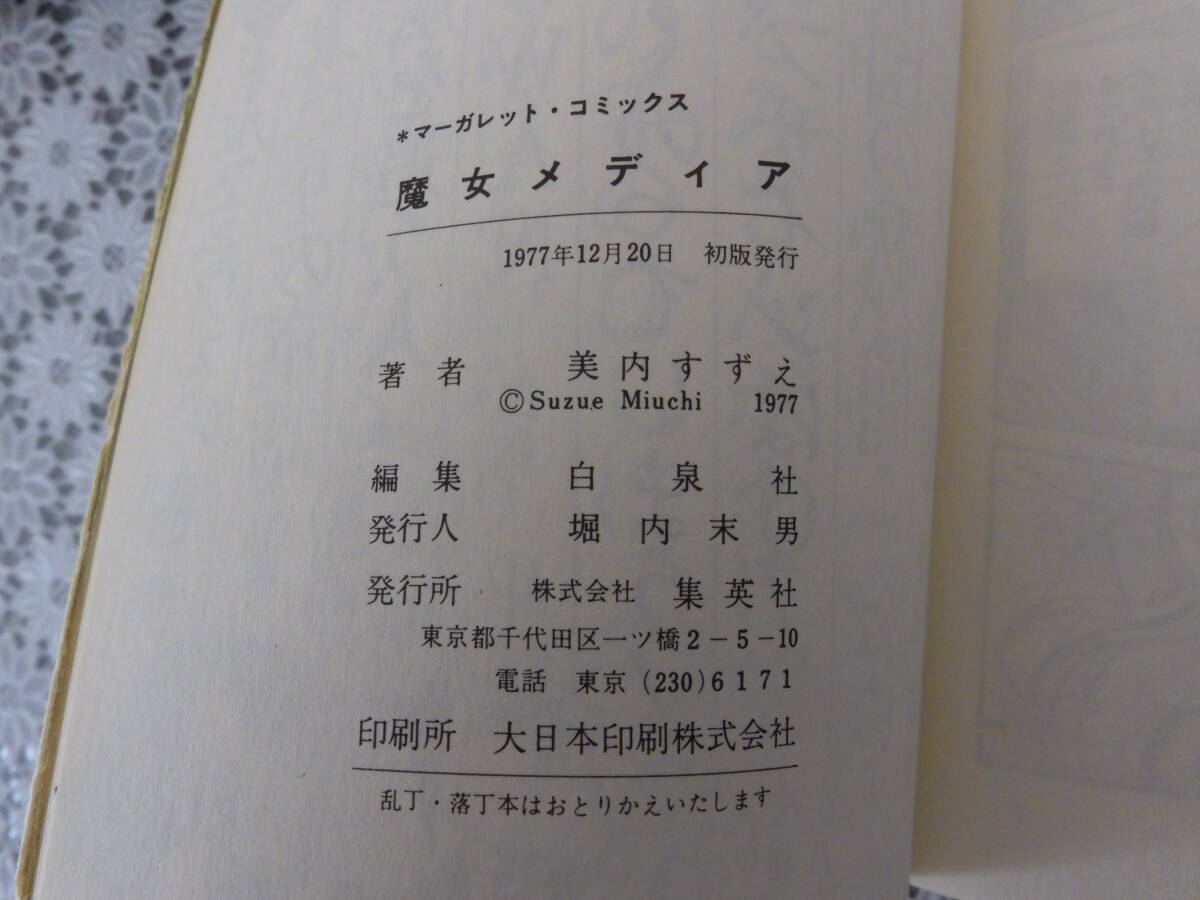 *マーガレット・コミックス
魔女メディア
1977年12月20日 初版発行
著者 美内すずえ
©Suzue Miuchi 1977
編集 白泉社
発行人 堀内末男
発行所 株式会社 集英社
東京都千代田区一ツ橋2-5-10
電話 東京(230)6171
印刷所 大日本印刷株式会社
乱丁・落丁本はおとりかえいたします